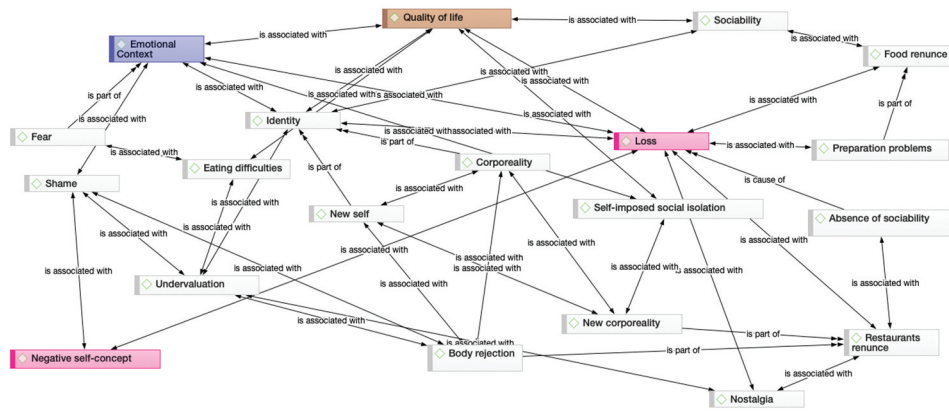 Quality of life
Sociability
is associated with
is associated with
is associated with
Emotional
Context
Food renunce
is associated with
is associated with
is associated with
is part of
is associated with
is associated with
is associated with
is part of
is associated with
Identity
Fear
is associated with
is associated with
is part of
Loss
is associated with
Preparation problems
Eating difficulties
Corporeality
is part of
is cause of
Shame
is associated with
New self
is associated with
Self-imposed social isolation
Absence of sociability
is associated with
is associated with
is associated with
is associated with
is associated with
is associated with
is associated with
is associated with
is associated with
is associated with
Undervaluation
is associated with
is associated with
New corporeality
is part of
Restaurants
renunce
Negative self-concept
Body rejection
is part of
is associated with
Nostalgia